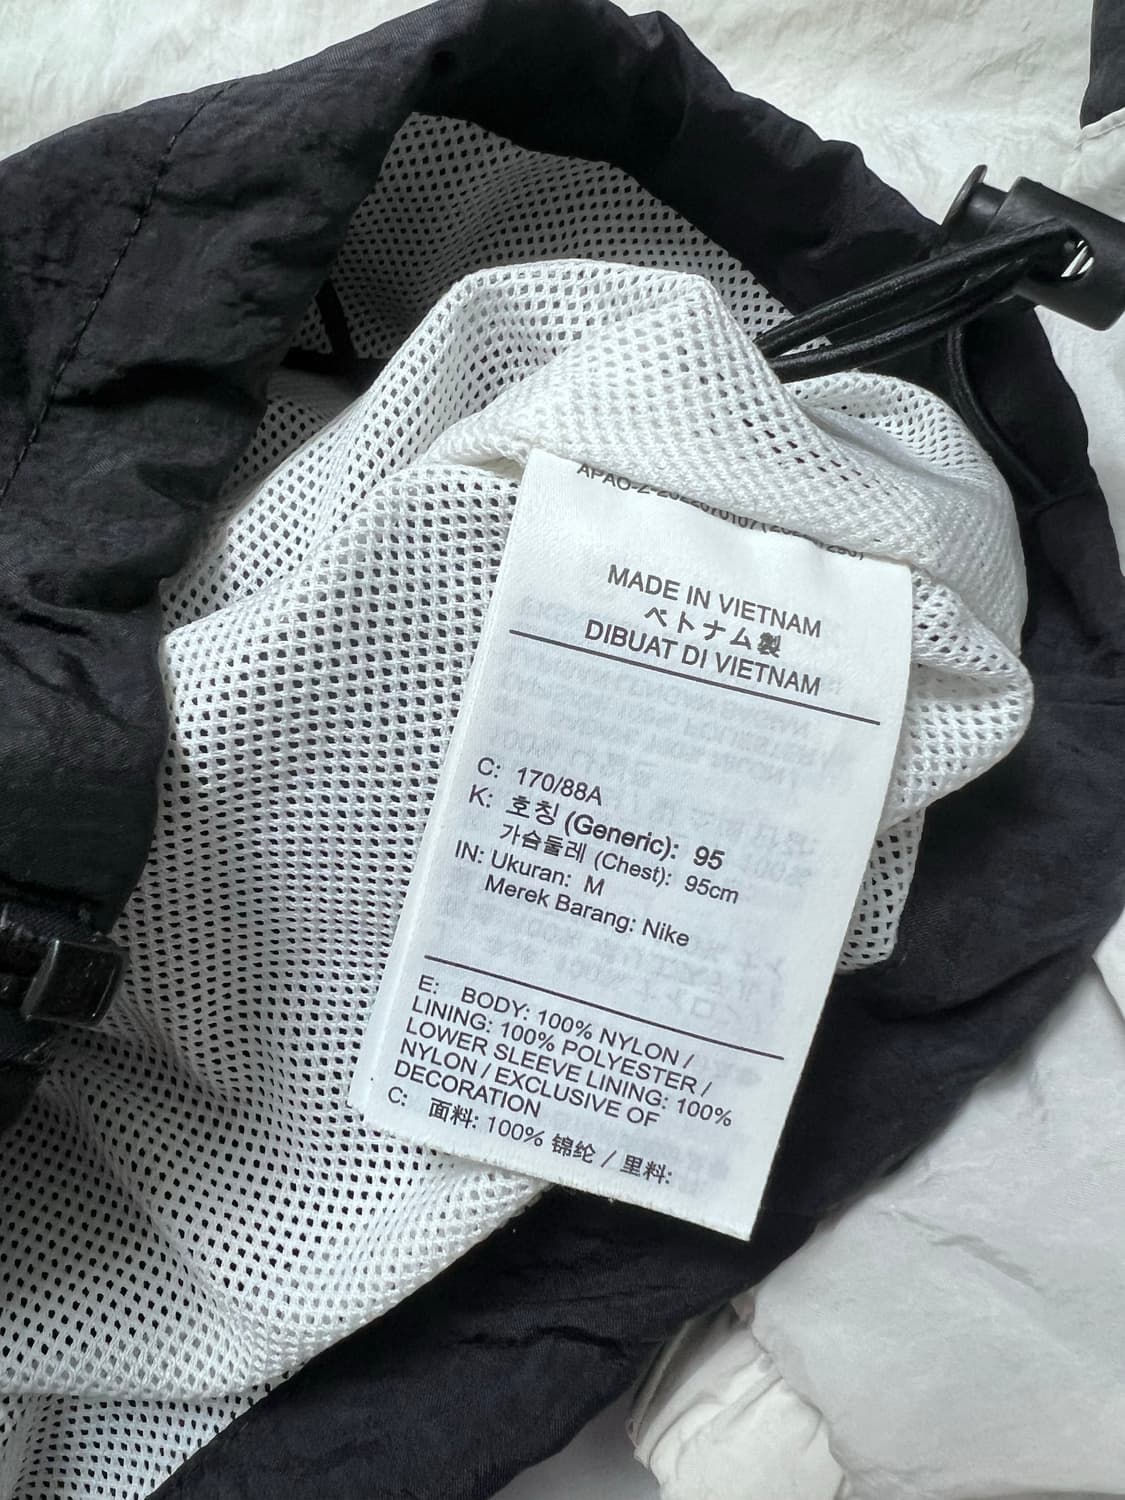 MADE IN VIETNAM
ベトナム製
DIBUAT DI VIETNAM
C: 170/88A
K: 호칭 (Generic): 95
가슴둘레 (Chest): 95cm
IN: Ukuran: M
Merek Barang: Nike
E: BODY: 100% NYLON /
LINING: 100% POLYESTER /
LOWER SLEEVE LINING: 100%
NYLON / EXCLUSIVE OF
DECORATION
C: 面料: 100% 锦纶 / 里料: